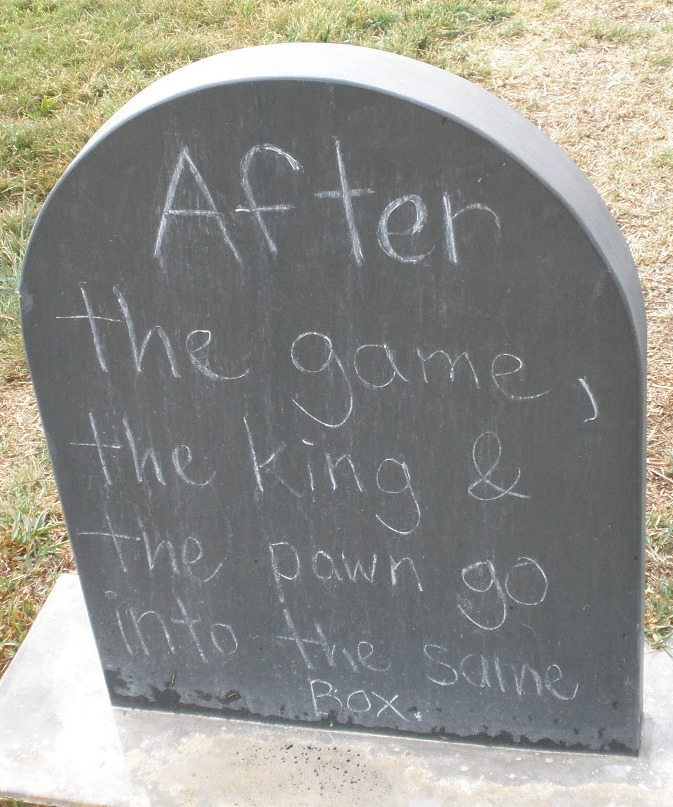 After
the game,
the king &
the pawn go
into the same
Box.